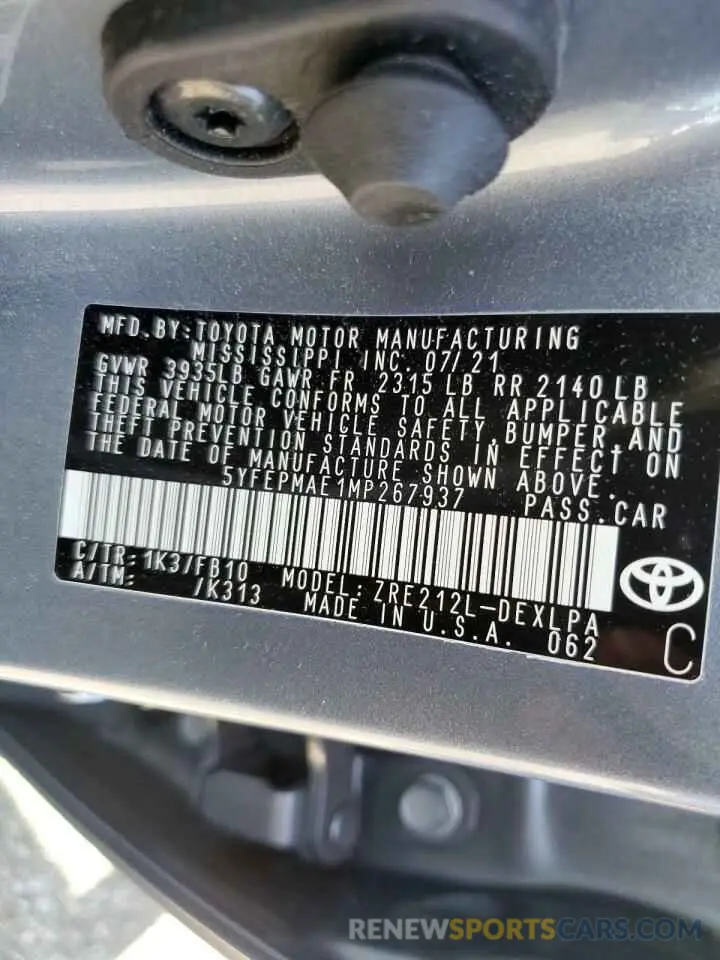 MFD. BY: TOYOTA MOTOR MANUFACTURING
MISSISSIPPI INC. 07/21
GVWR 3935LB GAWR FR 2315 LB RR 2140 LB
THIS VEHICLE CONFORMS TO ALL APPLICABLE
FEDERAL MOTOR VEHICLE SAFETY, BUMPER, AND
THEFT PREVENTION STANDARDS IN EFFECT ON
THE DATE OF MANUFACTURE SHOWN ABOVE.
5YFEPMAE1MP267937 PASS. CAR
C/TR: 1K3/FB10 MODEL: ZRE212L-DEXLPA
A/TM: /K313 MADE IN U.S.A. 062
C
RENEWSPORTSCARS.COM